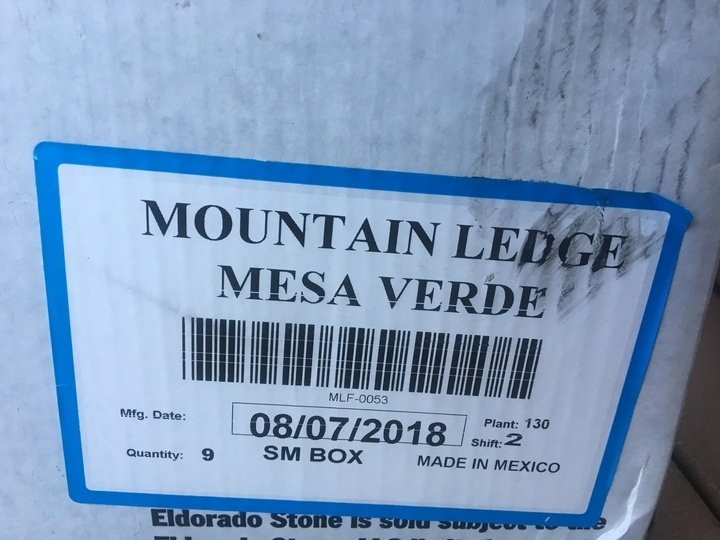 MOUNTAIN LEDGE
MESA VERDE
MLF-0053
Mfg. Date: 08/07/2018 Plant: 130
Shift: 2
Quantity: 9 SM BOX MADE IN MEXICO
Eldorado Stone is sold subject to the